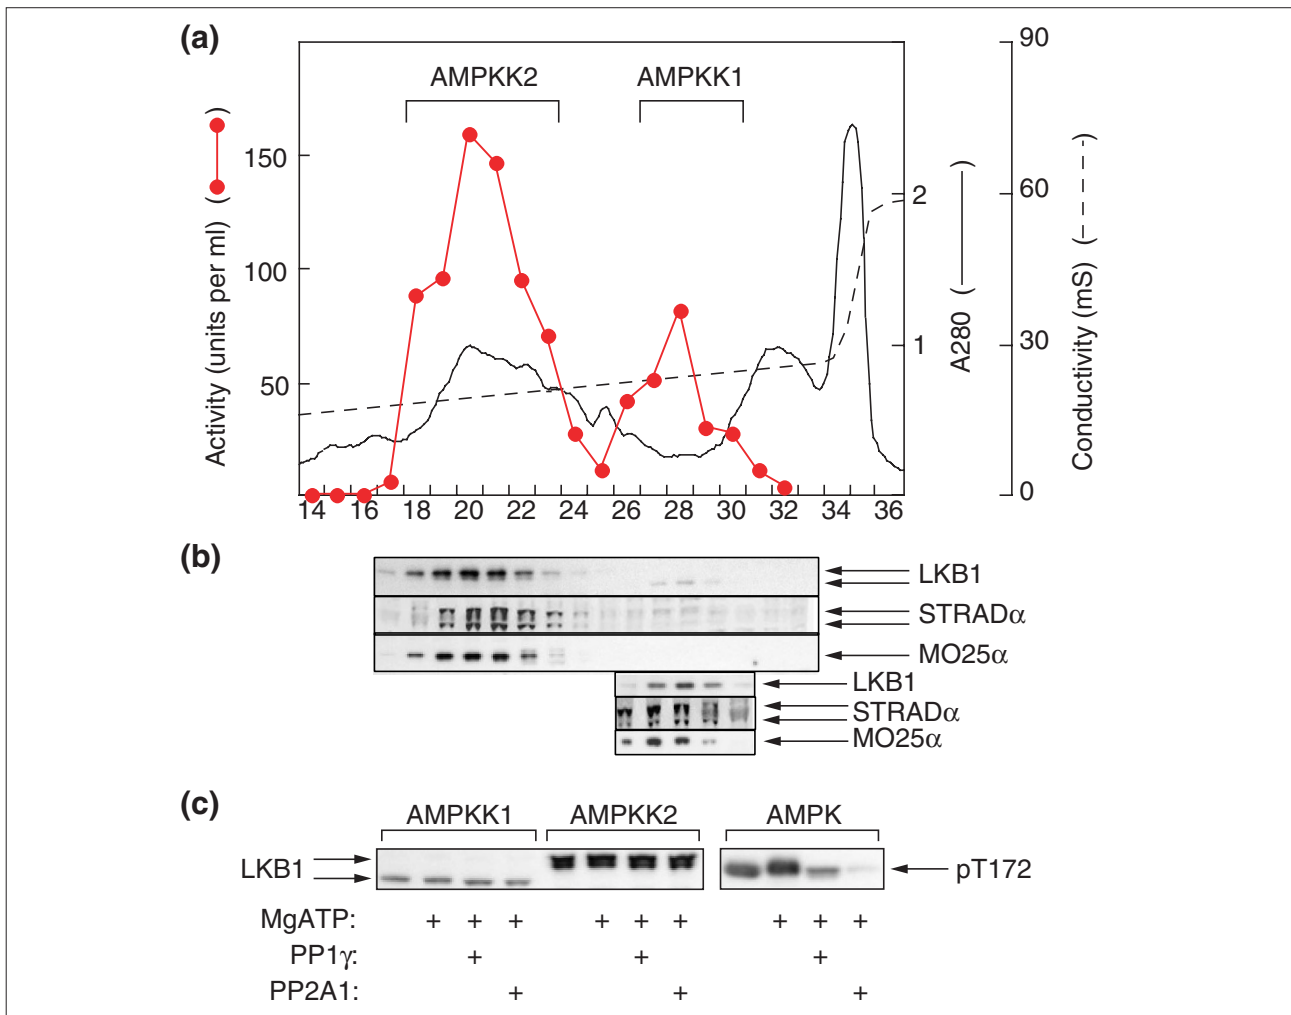 (a)
AMPKK2
AMPKK1
Activity (units per ml) ( )
150
100
50
14 16 18 20 22 24 26 28 30 32 34 36
2
1
A280 ( )
90
60
30
0
Conductivity (mS) ( )
(b)
LKB1
STRADα
MO25α
LKB1
STRADα
MO25α
(c)
AMPKK1 AMPKK2 AMPK
LKB1
pT172
MgATP: + + + + + + + + +
PP1γ: + + +
PP2A1: + + +